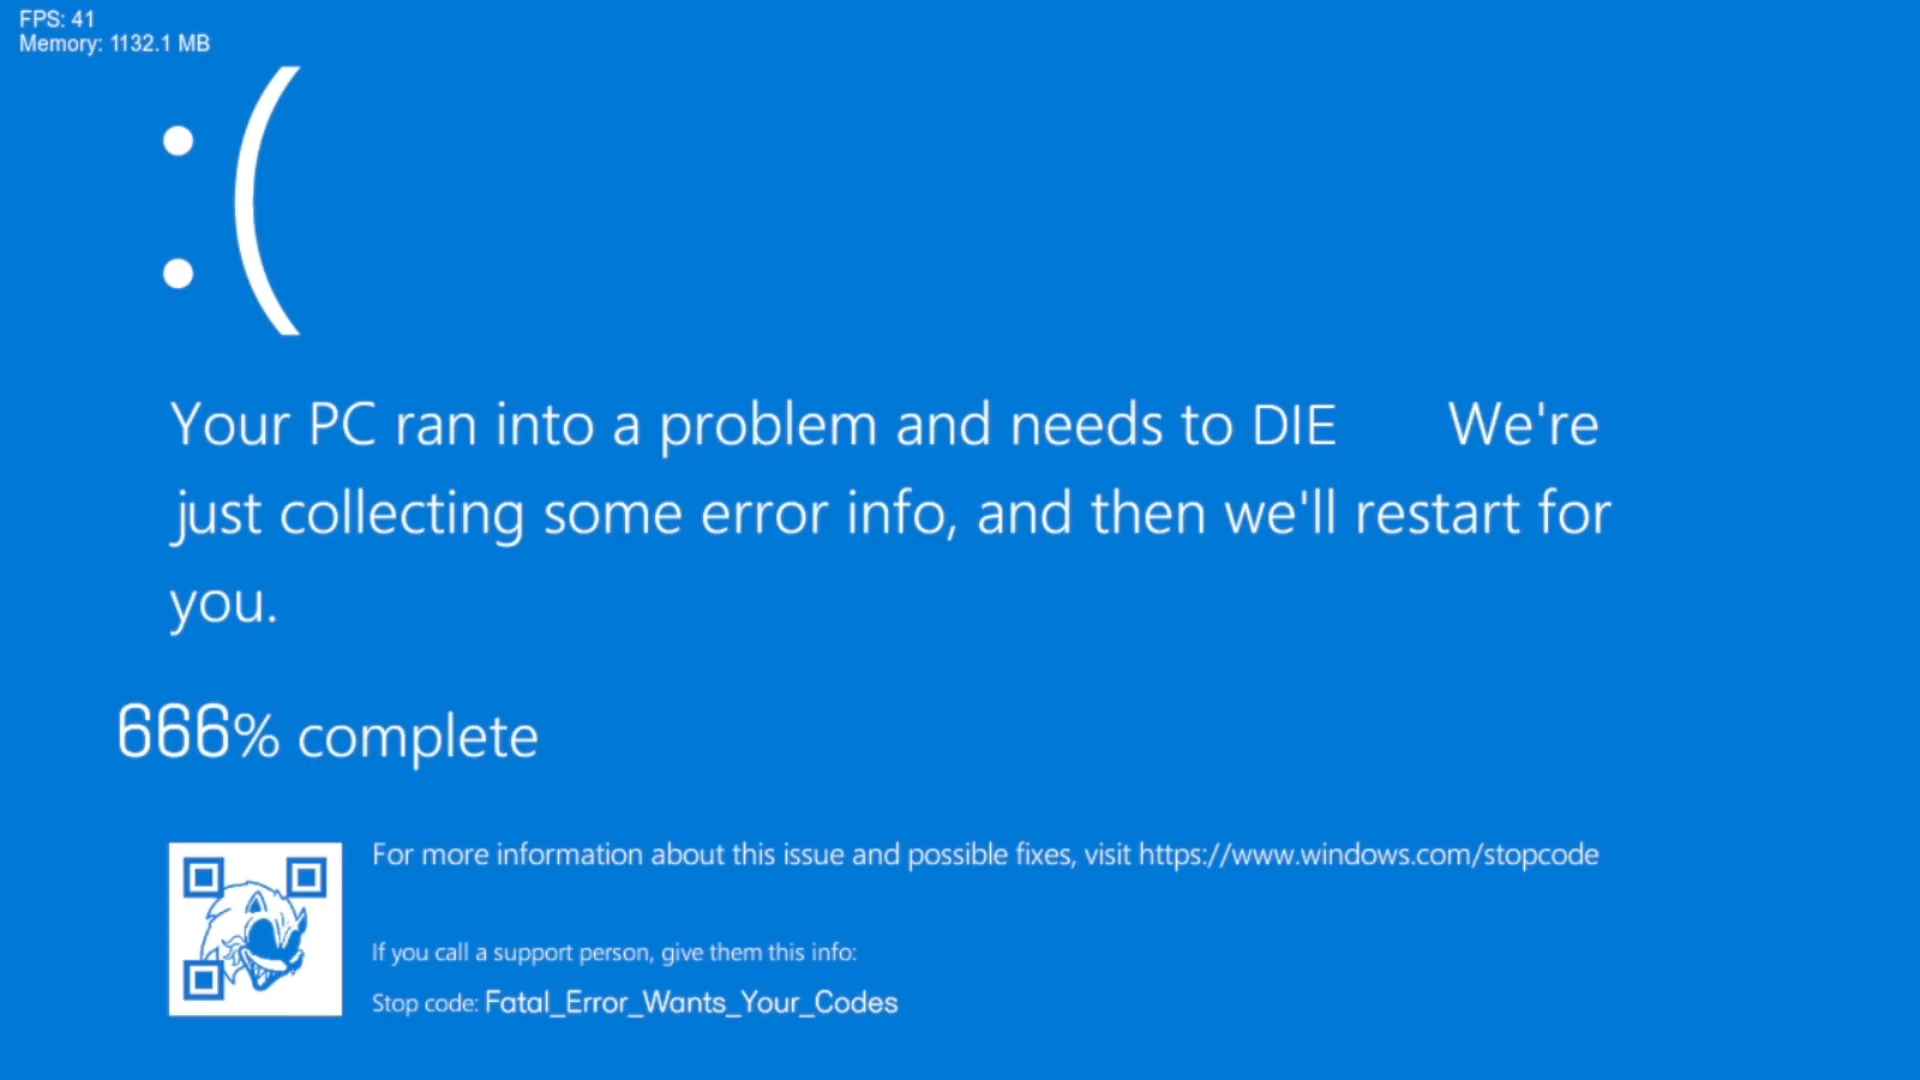 FPS: 41
Memory: 1132.1 MB
:(
Your PC ran into a problem and needs to DIE We're
just collecting some error info, and then we'll restart for
you.
666% complete
For more information about this issue and possible fixes, visit https://www.windows.com/stopcode
If you call a support person, give them this info:
Stop code: Fatal_Error_Wants_Your_Codes